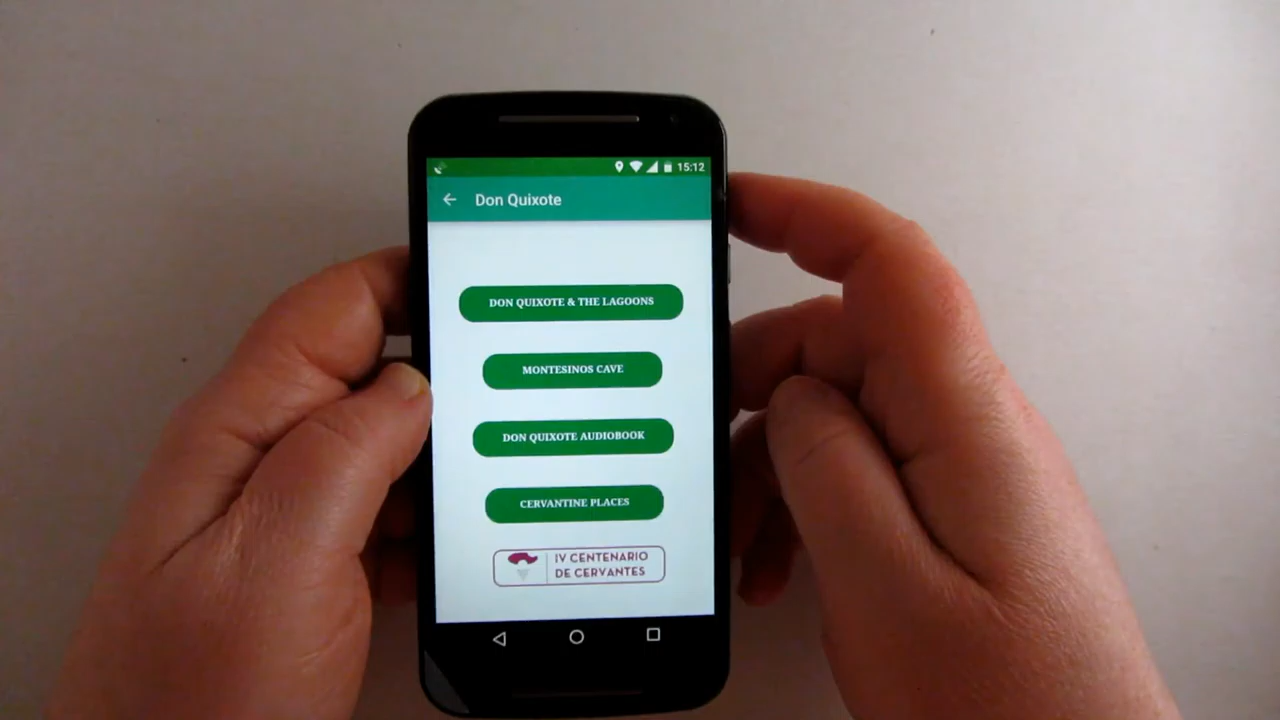 15:12
Don Quixote
DON QUIXOTE & THE LAGOONS
MONTESINOS CAVE
DON QUIXOTE AUDIOBOOK
CERVANTINE PLACES
IV CENTENARIO
DE CERVANTES